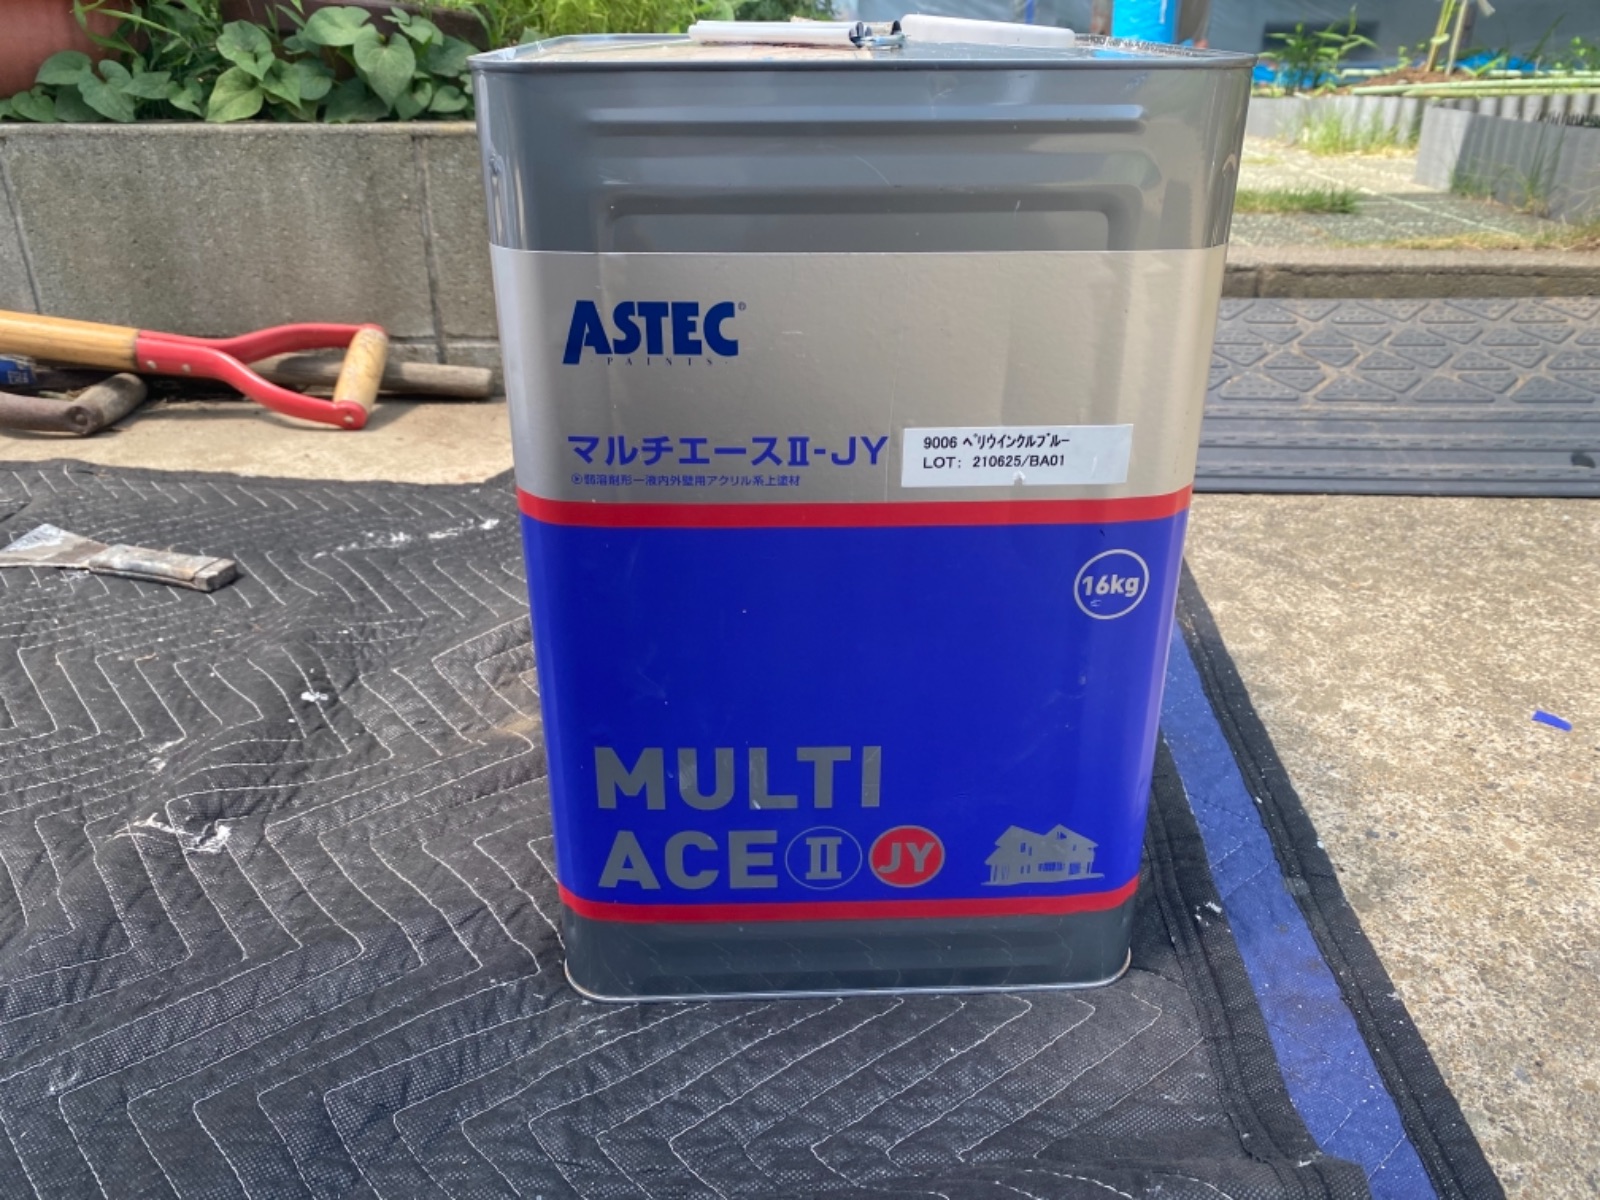 ASTEC®
PAINTS
マルチエースⅡ-JY
弱溶剤形一液内外壁用アクリル系上塗材
9006 ペリウインクルブルー
LOT: 210625/BA01
16kg
MULTI
ACE Ⅱ JY